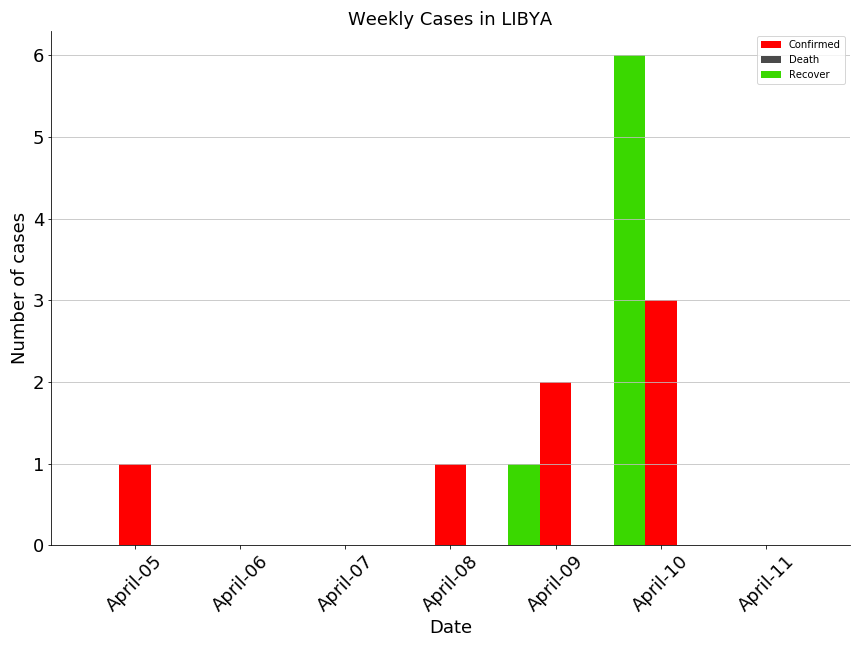 Weekly Cases in LIBYA
Confirmed
Death
Recover
Number of cases
6
5
4
3
2
1
0
April-05
April-06
April-07
April-08
April-09
April-10
April-11
Date